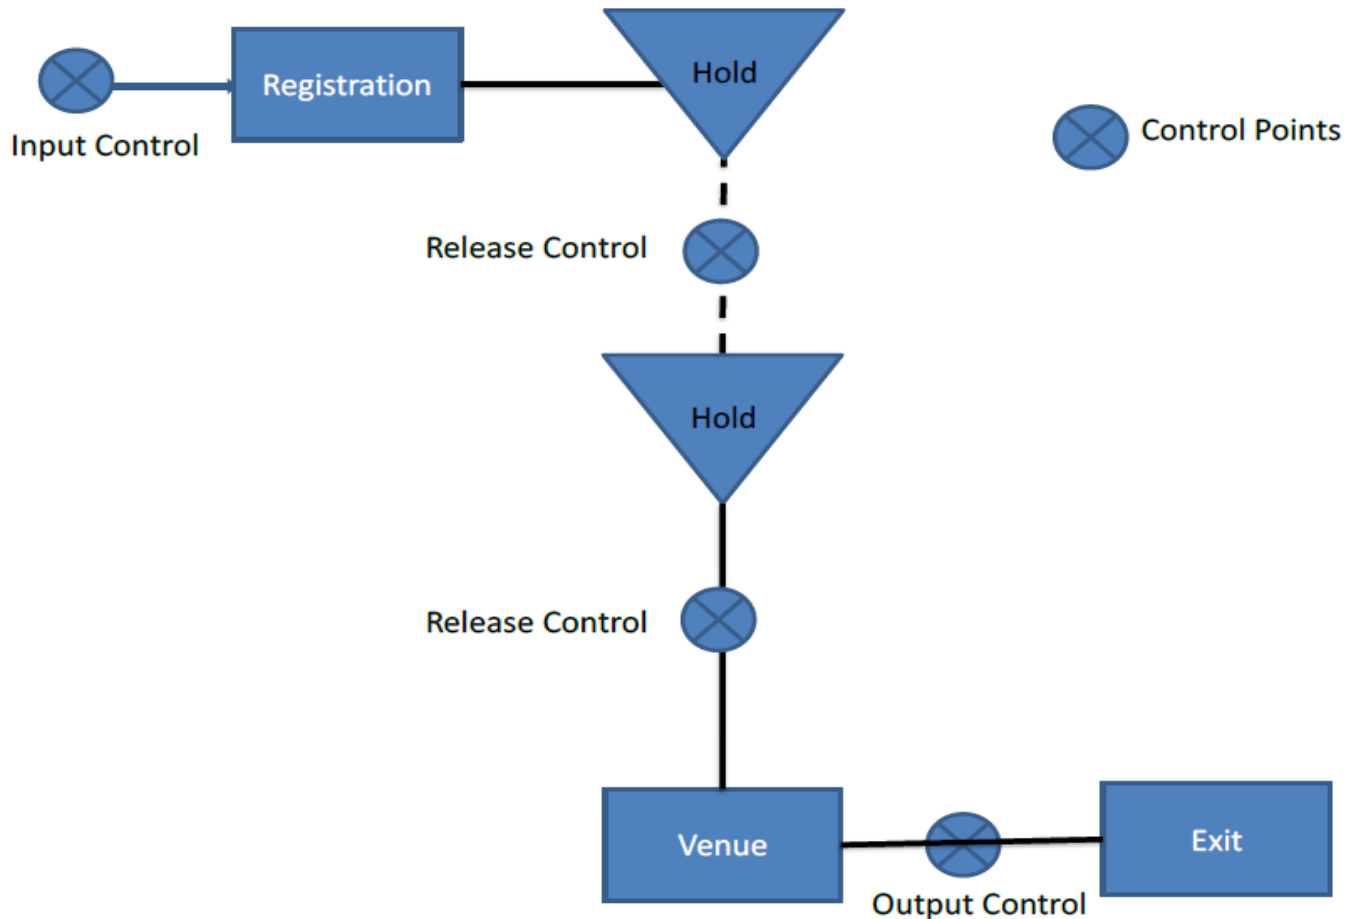 Registration
Hold
Input Control
Control Points
Release Control
Hold
Release Control
Venue
Exit
Output Control